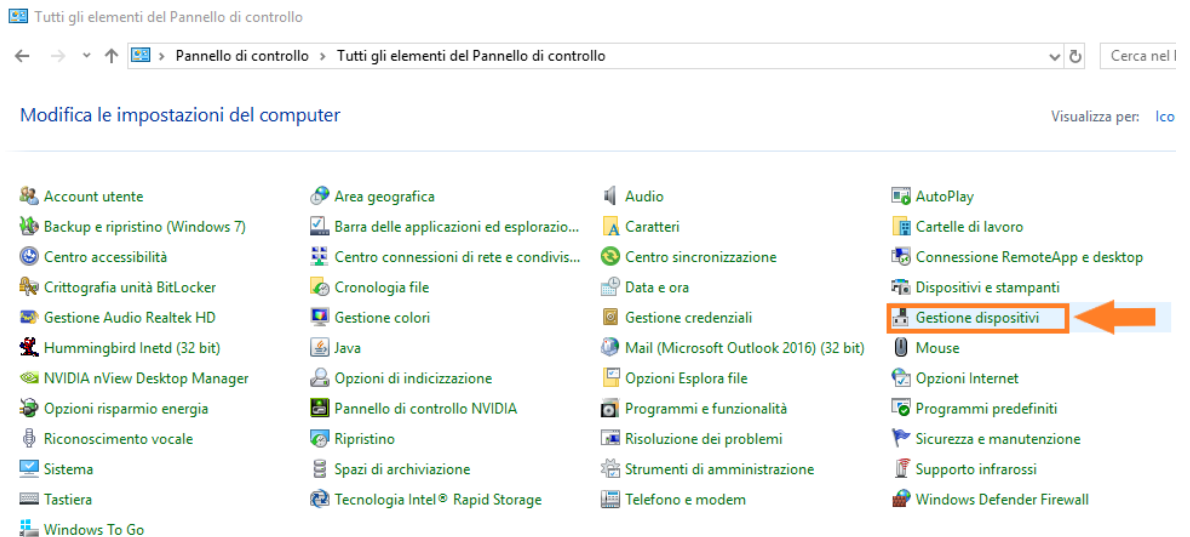 Tutti gli elementi del Pannello di controllo
Pannello di controllo > Tutti gli elementi del Pannello di controllo
Cerca nel
Modifica le impostazioni del computer
Visualizza per: Ico
Account utente
Area geografica
Audio
AutoPlay
Backup e ripristino (Windows 7)
Barra delle applicazioni ed esplorazio...
Caratteri
Cartelle di lavoro
Centro accessibilità
Centro connessioni di rete e condivis...
Centro sincronizzazione
Connessione RemoteApp e desktop
Crittografia unità BitLocker
Cronologia file
Data e ora
Dispositivi e stampanti
Gestione Audio Realtek HD
Gestione colori
Gestione credenziali
Gestione dispositivi
Hummingbird Inetd (32 bit)
Java
Mail (Microsoft Outlook 2016) (32 bit)
Mouse
NVIDIA nView Desktop Manager
Opzioni di indicizzazione
Opzioni Esplora file
Opzioni Internet
Opzioni risparmio energia
Pannello di controllo NVIDIA
Programmi e funzionalità
Programmi predefiniti
Riconoscimento vocale
Ripristino
Risoluzione dei problemi
Sicurezza e manutenzione
Sistema
Spazi di archiviazione
Strumenti di amministrazione
Supporto infrarossi
Tastiera
Tecnologia Intel® Rapid Storage
Telefono e modem
Windows Defender Firewall
Windows To Go